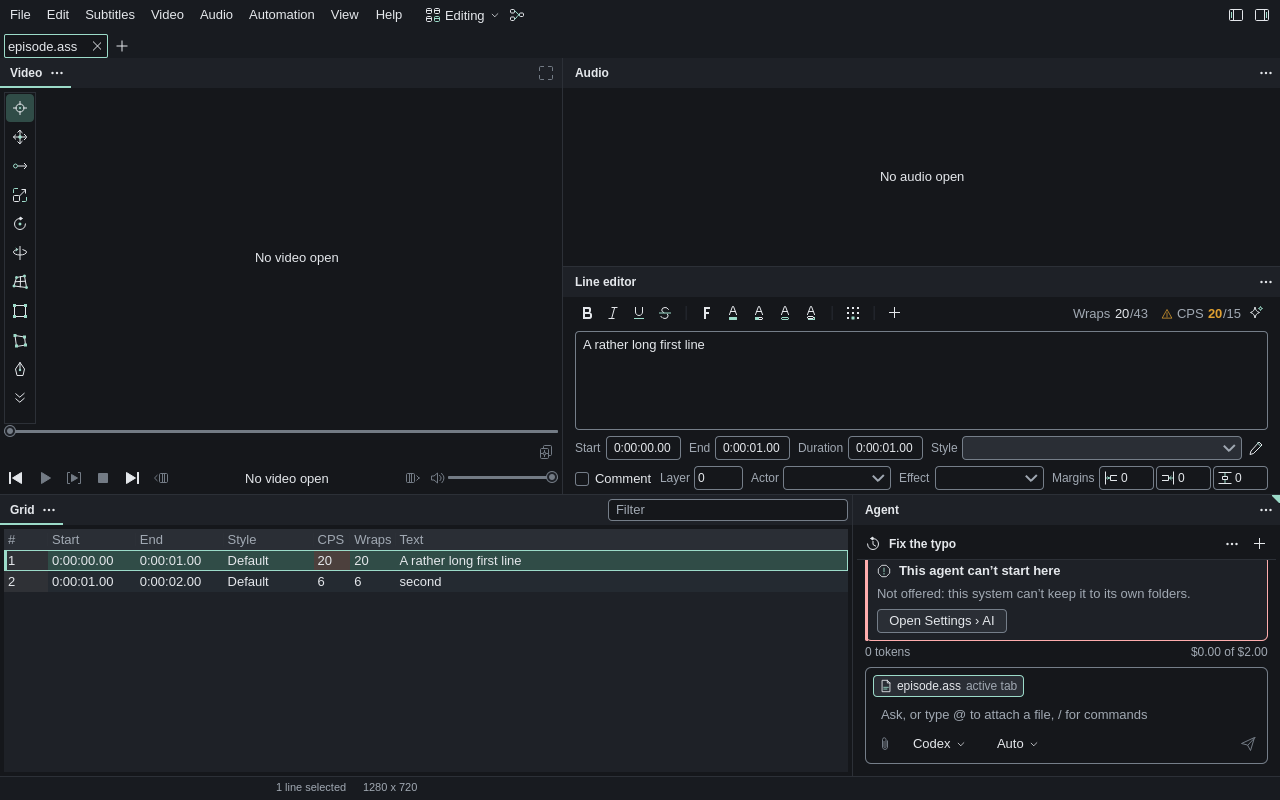 File Edit Subtitles Video Audio Automation View Help Editing
episode.ass
Video
Audio
No video open
No audio open
Line editor
Wraps 20/43 CPS 20/15
A rather long first line
Start 0:00:00.00 End 0:00:01.00 Duration 0:00:01.00 Style
Comment Layer 0 Actor Effect Margins 0 0 0
No video open
Grid
Filter
# Start End Style CPS Wraps Text
1 0:00:00.00 0:00:01.00 Default 20 20 A rather long first line
2 0:00:01.00 0:00:02.00 Default 6 6 second
Agent
Fix the typo
This agent can’t start here
Not offered: this system can’t keep it to its own folders.
Open Settings › AI
0 tokens $0.00 of $2.00
episode.ass active tab
Ask, or type @ to attach a file, / for commands
Codex Auto
1 line selected 1280 x 720